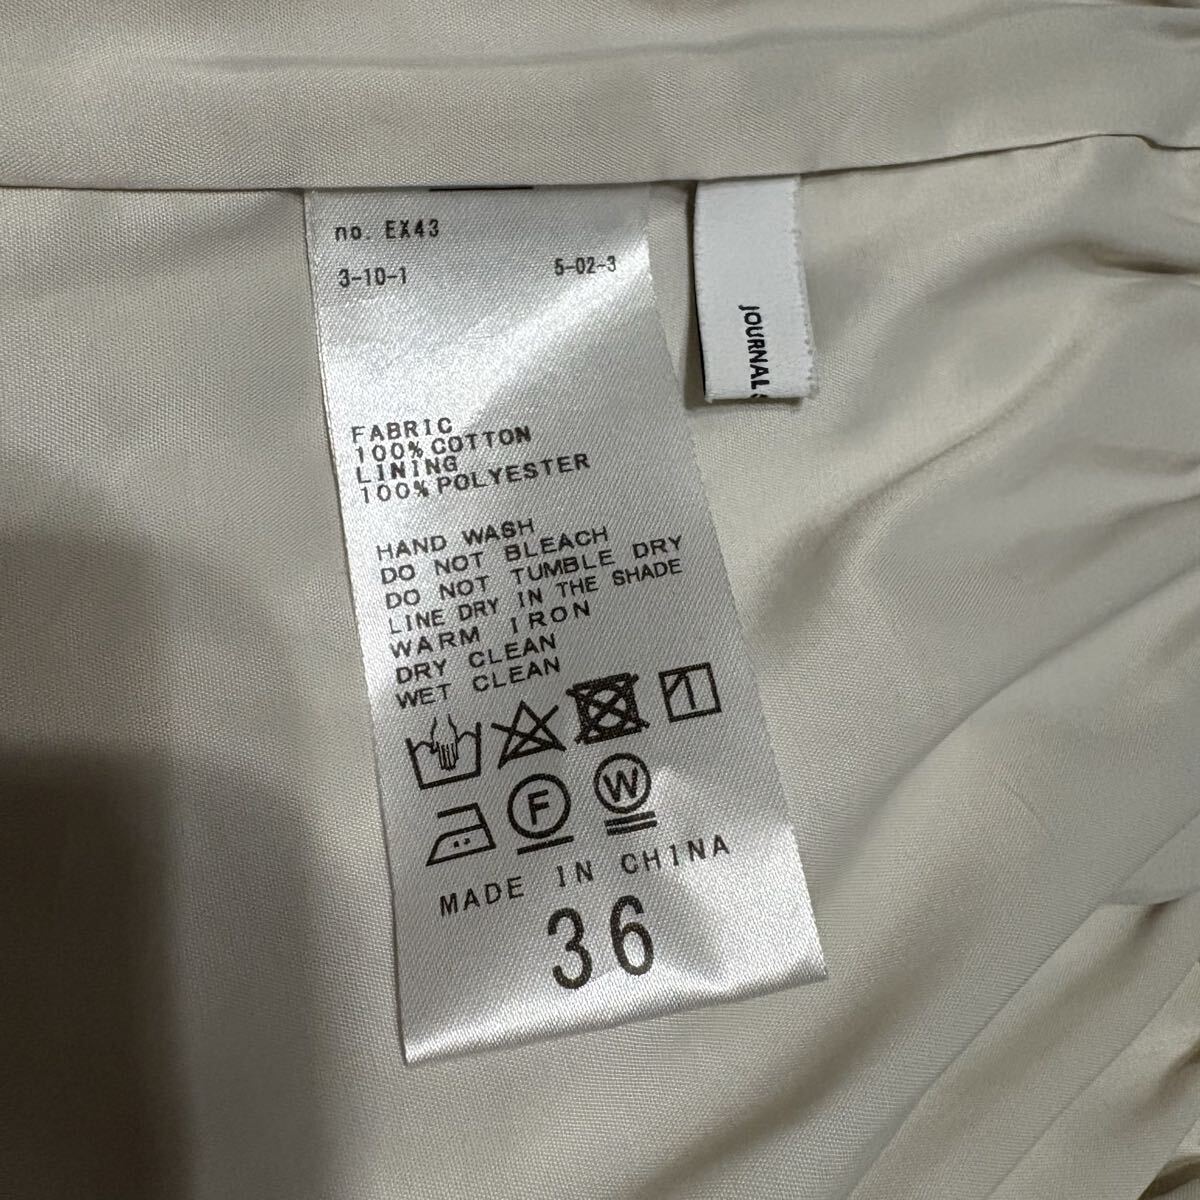 no. EX43
3-10-1 5-02-3
FABRIC
100% COTTON
LINING
100% POLYESTER
HAND WASH
DO NOT BLEACH
DO NOT TUMBLE DRY
LINE DRY IN THE SHADE
WARM IRON
DRY CLEAN
WET CLEAN
F W
MADE IN CHINA
36
JOURNAL